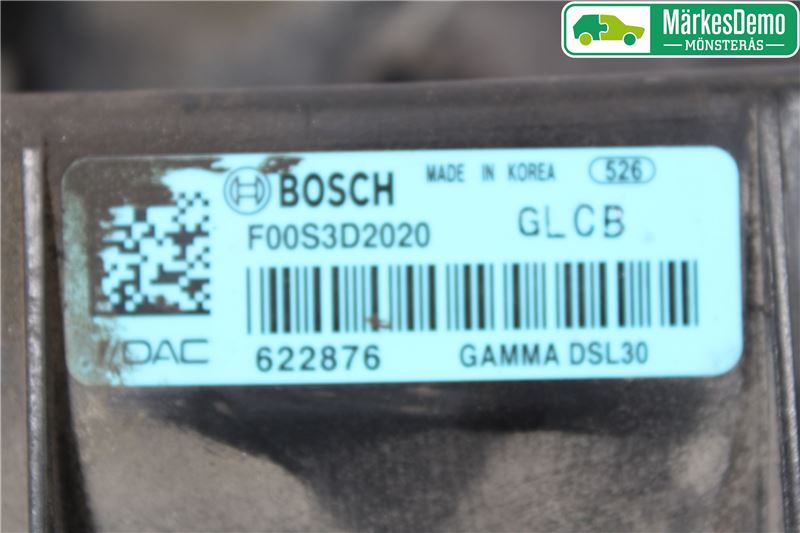 MärkesDemo
MÖNSTERÅS
BOSCH MADE IN KOREA 526
F00S3D2020 GLCB
DAC
622876 GAMMA DSL30